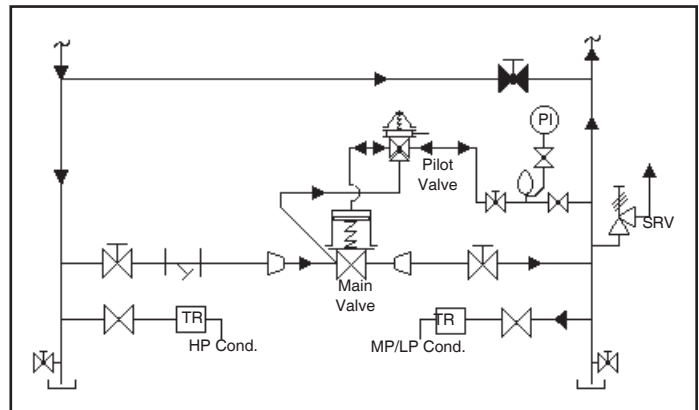 PI
Pilot
Valve
SRV
Main
Valve
TR
HP Cond.
TR
MP/LP Cond.